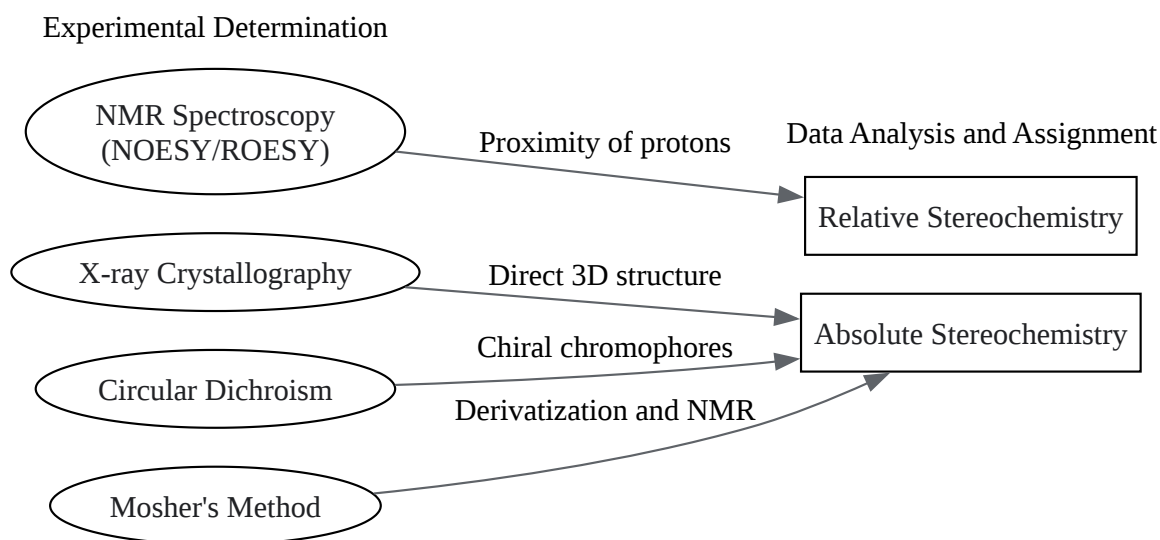 Experimental Determination
NMR Spectroscopy
(NOESY/ROESY)
Proximity of protons
Data Analysis and Assignment
Relative Stereochemistry
X-ray Crystallography
Direct 3D structure
Absolute Stereochemistry
Chiral chromophores
Circular Dichroism
Derivatization and NMR
Mosher's Method